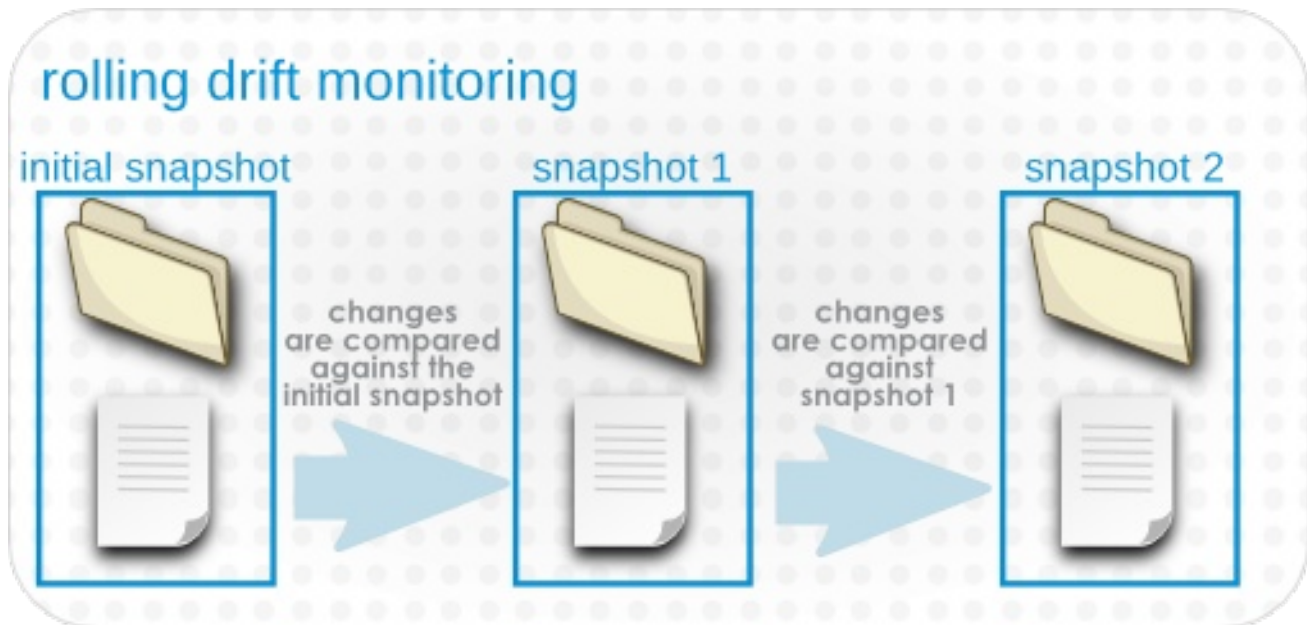 rolling drift monitoring
initial snapshot
snapshot 1
snapshot 2
changes
are compared
against the
initial snapshot
changes
are compared
against
snapshot 1